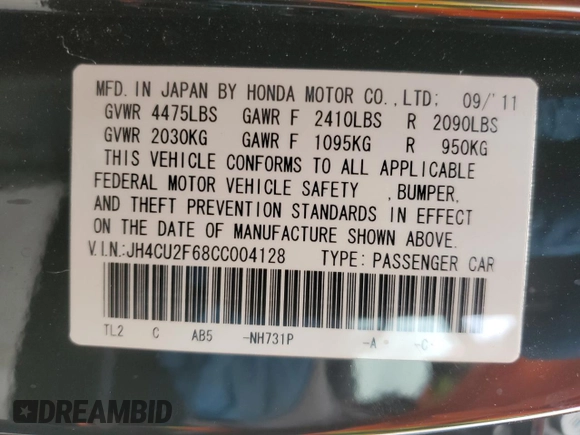 MFD. IN JAPAN BY HONDA MOTOR CO.,LTD; 09/'11
GVWR 4475LBS GAWR F 2410LBS R 2090LBS
GVWR 2030KG GAWR F 1095KG R 950KG
THIS VEHICLE CONFORMS TO ALL APPLICABLE
FEDERAL MOTOR VEHICLE SAFETY ,BUMPER,
AND THEFT PREVENTION STANDARDS IN EFFECT
ON THE DATE OF MANUFACTURE SHOWN ABOVE.
V.I.N:JH4CU2F68CC004128 TYPE: PASSENGER CAR
TL2 C AB5 -NH731P -A -C-
DREAMBID